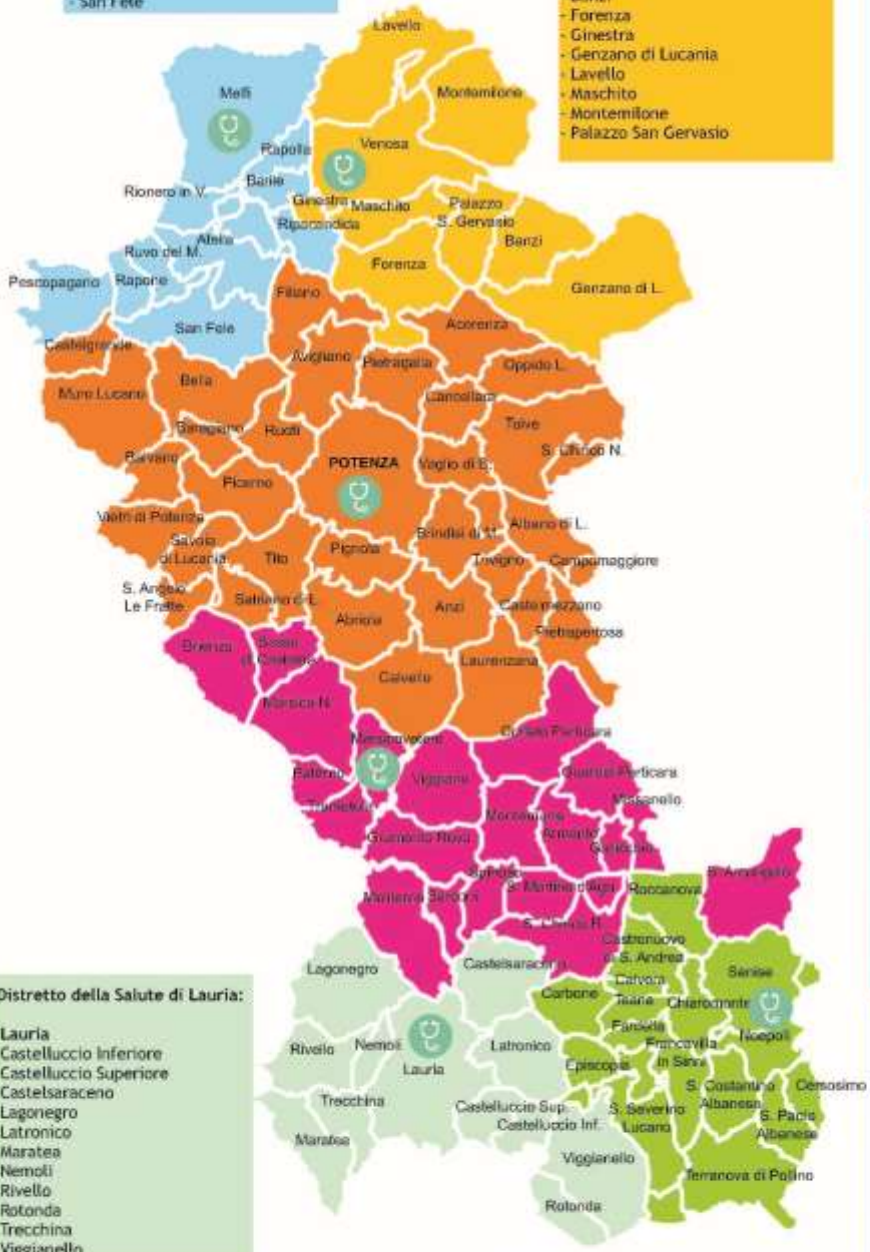 - San Fele
- Forenza
- Ginestra
- Genzano di Lucania
- Lavello
- Maschito
- Montemilone
- Palazzo San Gervasio
Lavello
Melfi
Montemilone
Rapolla
Venosa
Barile
Rionero in V.
Ginestra
Maschito
Palazzo
S. Gervasio
Ripacandida
Banzi
Atella
Ruvo del M.
Forenza
Pescopagano
Rapone
Filiano
Genzano di L.
San Fele
Acerenza
Castelgrande
Avigliano
Pietragalla
Oppido L.
Bella
Muro Lucano
Cancellara
Baragiano
Ruoti
Tolve
S. Chirico N.
Balvano
POTENZA
Vaglio di B.
Picerno
Vietri di Potenza
Brindisi di M.
Albano di L.
Savoia
di Lucania
Tito
Pignola
Trivigno
Campomaggiore
S. Angelo
Le Fratte
Satriano di L.
Abriola
Anzi
Castelmezzano
Pietrapertosa
Brienza
Sasso
di Castalda
Calvello
Laurenzana
Marsico N.
Marsicovetere
Corleto Perticara
Paterno
Viggiano
Guardia Perticara
Missanello
Tramutola
Montemurro
Armento
Grumento Nova
Gallicchio
Spinoso
S. Martino d'Agri
Roccanova
S. Arcangelo
Moliterno
Sarconi
S. Chirico R.
Castronuovo
di S. Andrea
Lagonegro
Castelsaraceno
Calvera
Senise
Carbone
Teana
Chiaromonte
Fardella
Noepoli
Rivello
Nemoli
Lauria
Latronico
Francavilla
in Sinni
Episcopia
S. Costantino
Albanese
Cersosimo
Trecchina
Castelluccio Sup.
Castelluccio Inf.
S. Severino
Lucano
S. Paolo
Albanese
Maratea
Viggianello
Terranova di Pollino
Rotonda
Distretto della Salute di Lauria:
Lauria
Castelluccio Inferiore
Castelluccio Superiore
Castelsaraceno
Lagonegro
Latronico
Maratea
Nemoli
Rivello
Rotonda
Trecchina
Viggianello